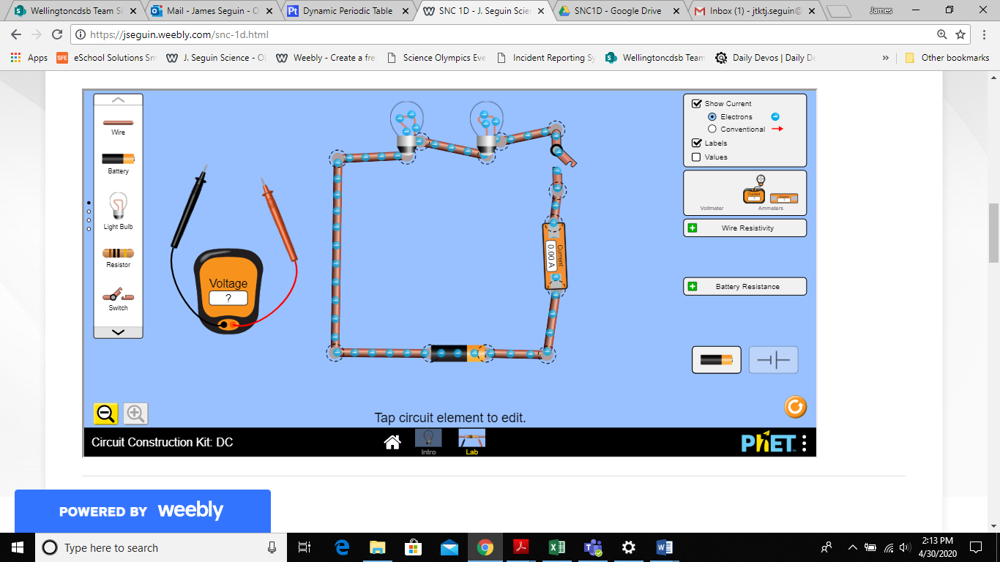 Wellingtoncdsb Team Si
Mail - James Seguin - O
Dynamic Periodic Table
SNC 1D - J. Seguin Scien
SNC1D - Google Drive
Inbox (1) - jtktj.seguin@
James
https://jseguin.weebly.com/snc-1d.html
Apps
eSchool Solutions Sm
J. Seguin Science - Ol
Weebly - Create a fre
Science Olympics Eve
Incident Reporting Sy
Wellingtoncdsb Team
Daily Devos | Daily De
»
Other bookmarks
Wire
Battery
Light Bulb
Resistor
Switch
Voltage
?
Current
0.00 A
Show Current
Electrons
Conventional
Labels
Values
Voltmeter
Ammeters
Wire Resistivity
Battery Resistance
Tap circuit element to edit.
Circuit Construction Kit: DC
Intro
Lab
PhET
POWERED BY weebly
Type here to search
2:13 PM
4/30/2020